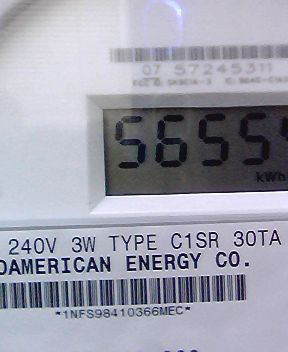 07 57245311
5655
kWh
240V 3W TYPE C1SR 30TA
AMERICAN ENERGY CO.
*1NFS98410366MEC*